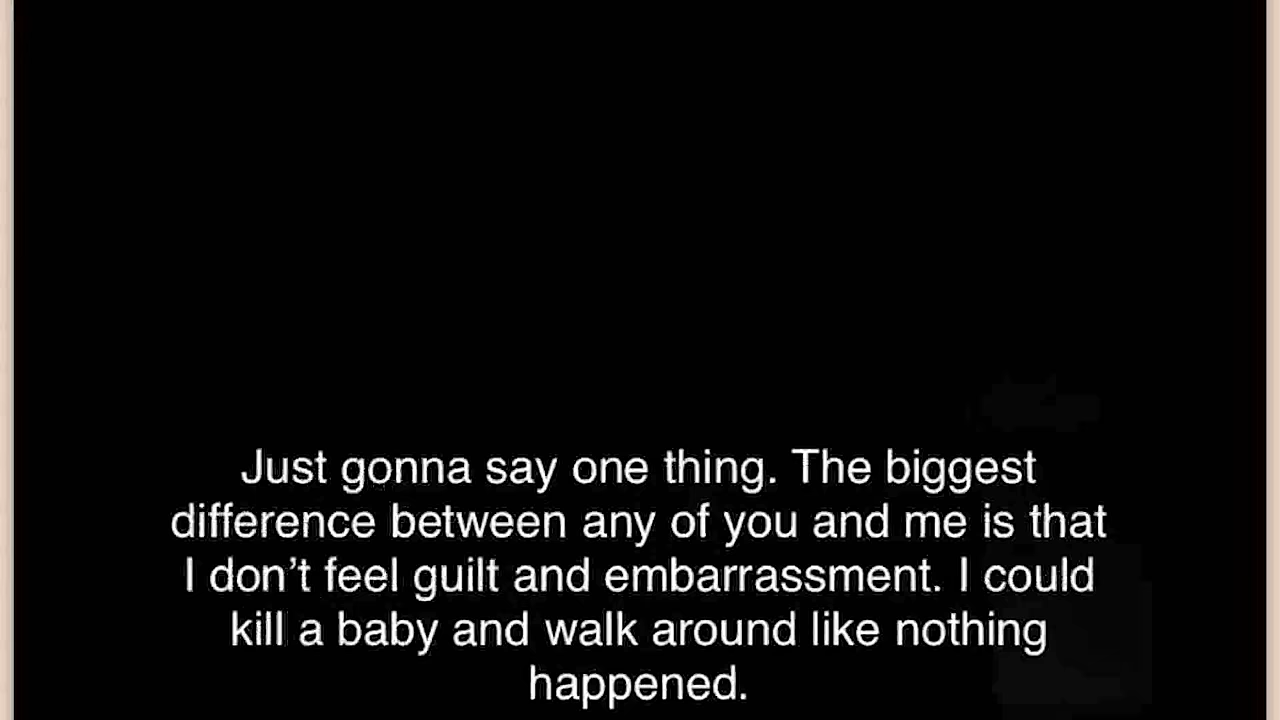 Just gonna say one thing. The biggest
difference between any of you and me is that
I don’t feel guilt and embarrassment. I could
kill a baby and walk around like nothing
happened.